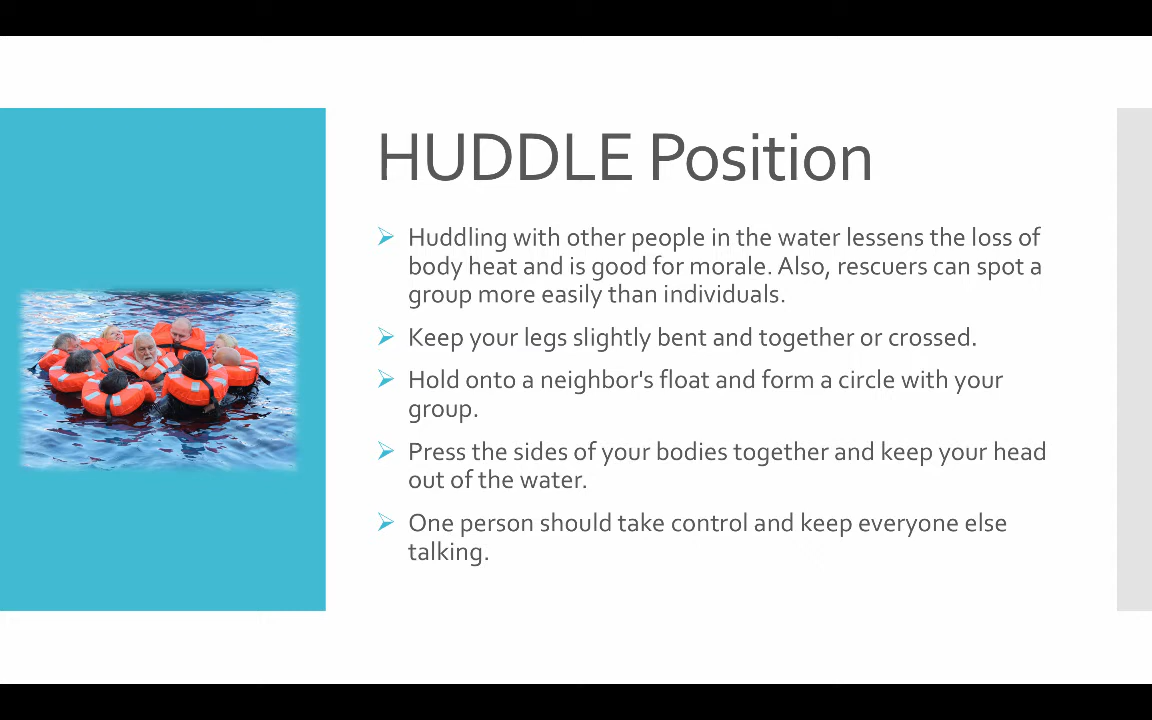 HUDDLE Position
Huddling with other people in the water lessens the loss of
body heat and is good for morale. Also, rescuers can spot a
group more easily than individuals.
Keep your legs slightly bent and together or crossed.
Hold onto a neighbor's float and form a circle with your
group.
Press the sides of your bodies together and keep your head
out of the water.
One person should take control and keep everyone else
talking.